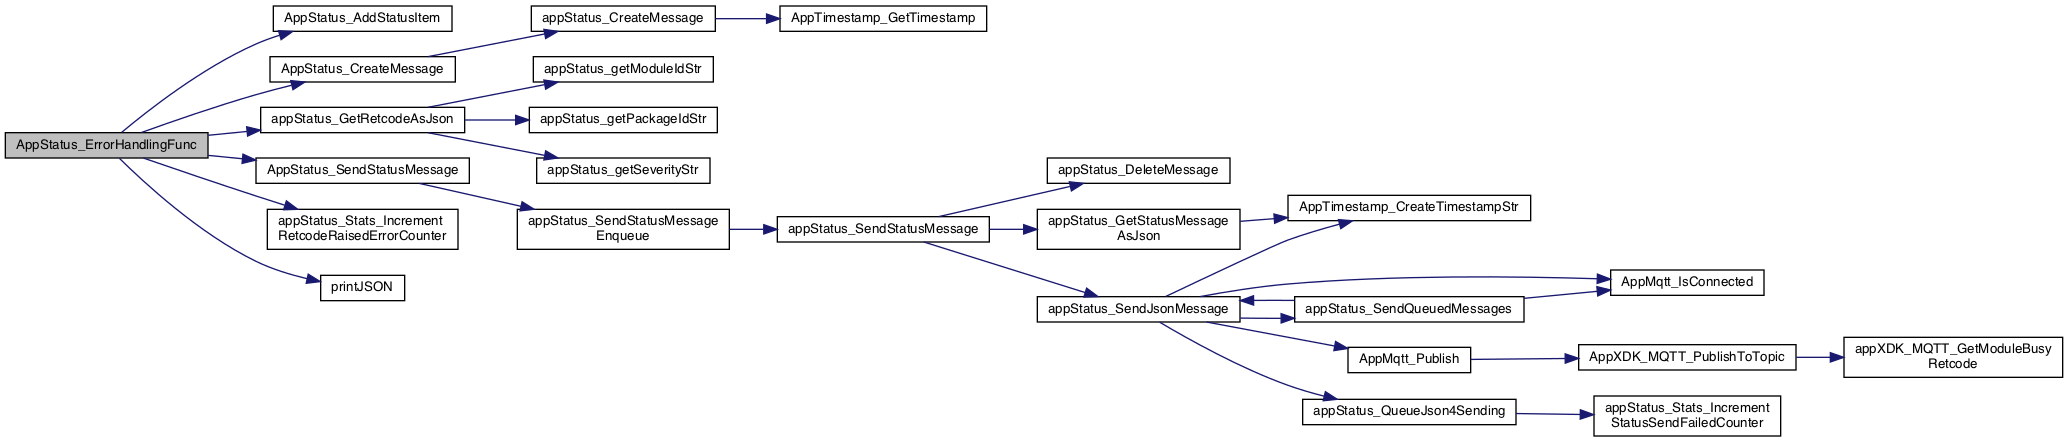 AppStatus_ErrorHandlingFunc
AppStatus_AddStatusItem
AppStatus_CreateMessage
appStatus_CreateMessage
AppTimestamp_GetTimestamp
appStatus_GetRetcodeAsJson
appStatus_getModuleIdStr
appStatus_getPackageIdStr
appStatus_getSeverityStr
AppStatus_SendStatusMessage
appStatus_SendStatusMessage
Enqueue
appStatus_SendStatusMessage
appStatus_DeleteMessage
appStatus_GetStatusMessage
AsJson
AppTimestamp_CreateTimestampStr
appStatus_SendJsonMessage
AppMqtt_IsConnected
appStatus_SendQueuedMessages
AppMqtt_Publish
AppXDK_MQTT_PublishToTopic
appXDK_MQTT_GetModuleBusy
Retcode
appStatus_QueueJson4Sending
appStatus_Stats_Increment
StatusSendFailedCounter
appStatus_Stats_Increment
RetcodeRaisedErrorCounter
printJSON